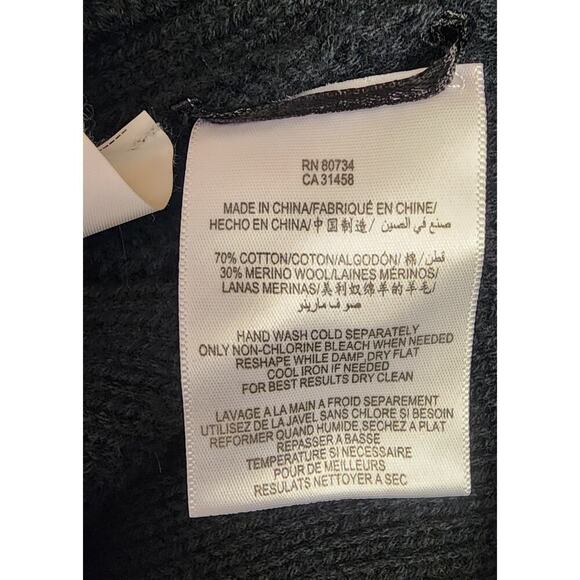 RN 80734
CA 31458
MADE IN CHINA/FABRIQUÉ EN CHINE/
HECHO EN CHINA/中国制造/ صنع في الصين
70% COTTON/COTON/ALGODÓN/ 棉/ قطن
30% MERINO WOOL/LAINES MÉRINOS/
LANAS MERINAS/美利奴绵羊的羊毛/
صوف مارينو
HAND WASH COLD SEPARATELY
ONLY NON-CHLORINE BLEACH WHEN NEEDED
RESHAPE WHILE DAMP,DRY FLAT
COOL IRON IF NEEDED
FOR BEST RESULTS DRY CLEAN
LAVAGE A LA MAIN A FROID SEPAREMENT
UTILISEZ DE LA JAVEL SANS CHLORE SI BESOIN
REFORMER QUAND HUMIDE,SECHEZ A PLAT
REPASSER A BASSE
TEMPERATURE SI NECESSAIRE
POUR DE MEILLEURS
RESULATS NETTOYER A SEC